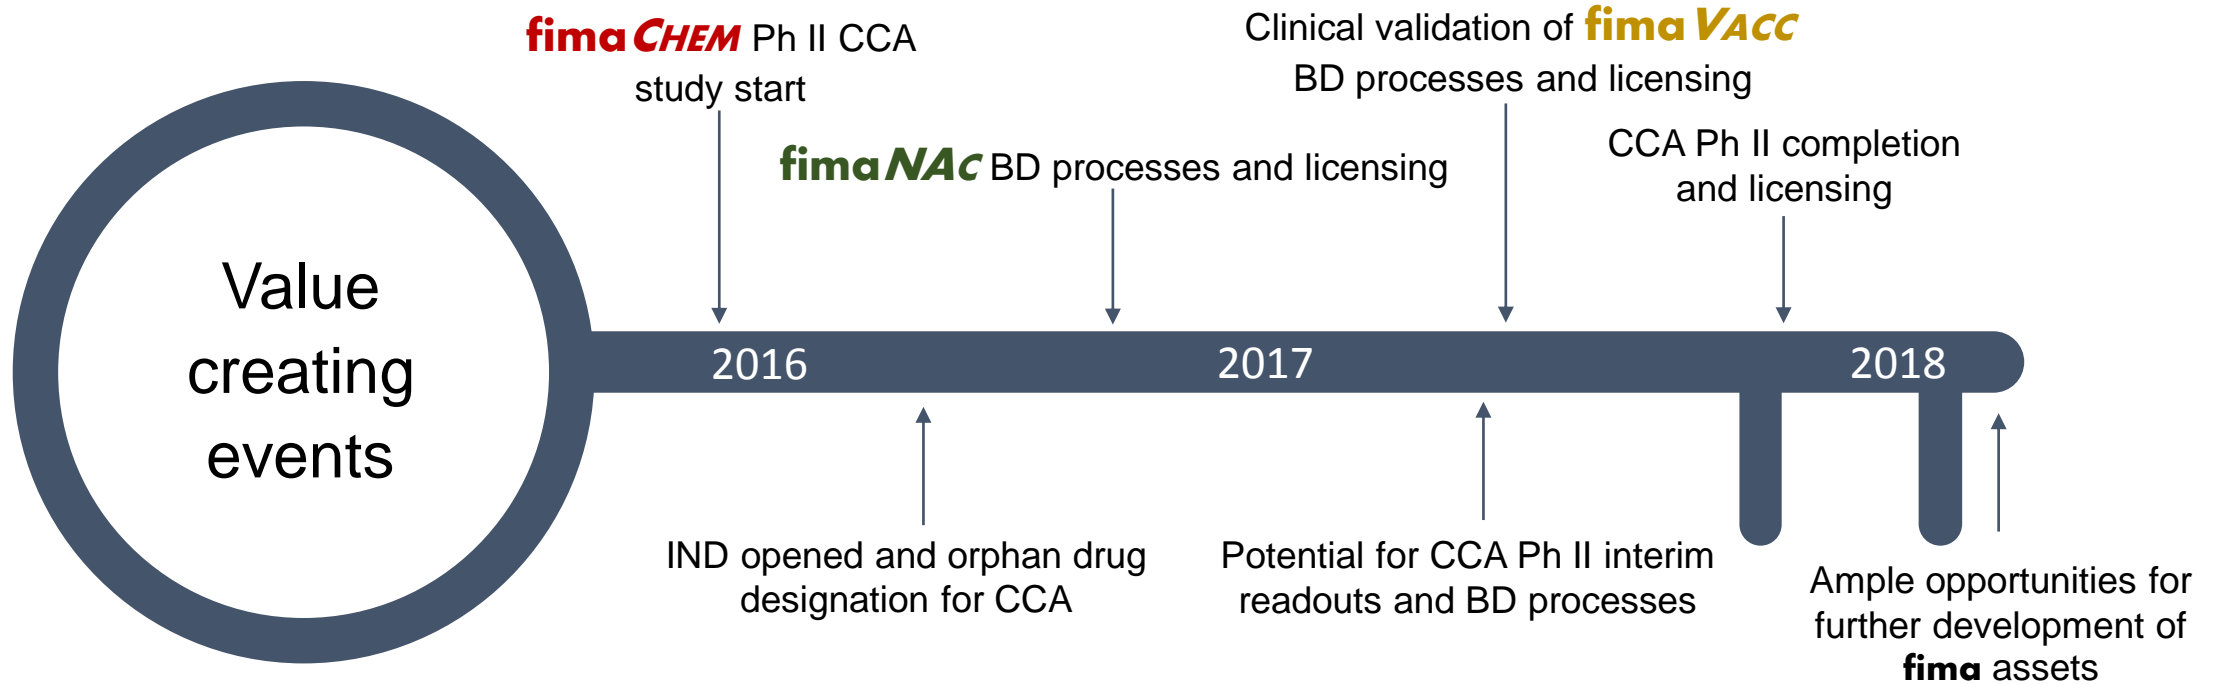 fimaCHEM Ph II CCA
study start
Clinical validation of fimaVACC
BD processes and licensing
fimaNAC BD processes and licensing
CCA Ph II completion
and licensing
Value
creating
events
2016
2017
2018
IND opened and orphan drug
designation for CCA
Potential for CCA Ph II interim
readouts and BD processes
Ample opportunities for
further development of
fima assets